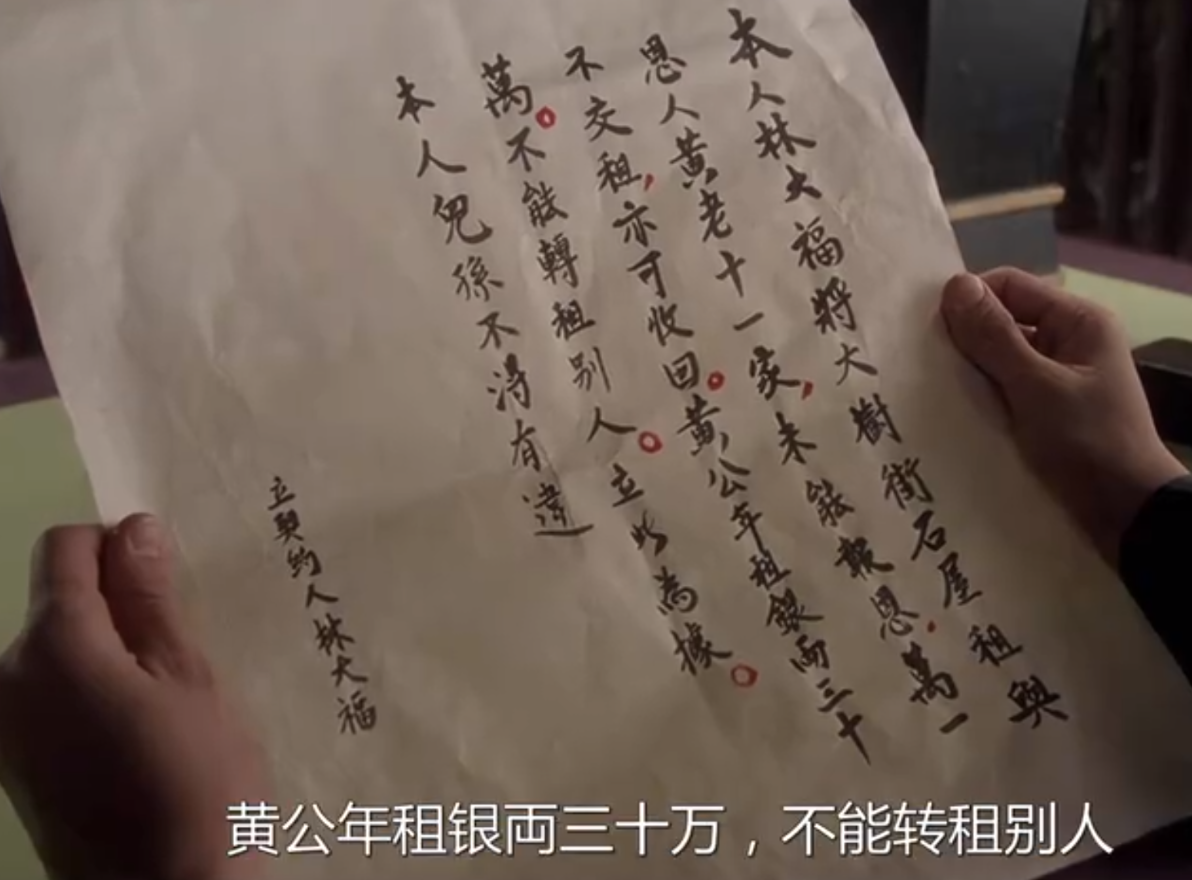 本人林大福將大樹街石屋租與
恩人黃老十一家,未能報恩.萬一
不交租,亦可收回。黃公年租銀両三十
萬。不能轉租别人。立此為據。
本人兒孫不得有違
立契約人林大福
黄公年租银両三十万，不能转租别人